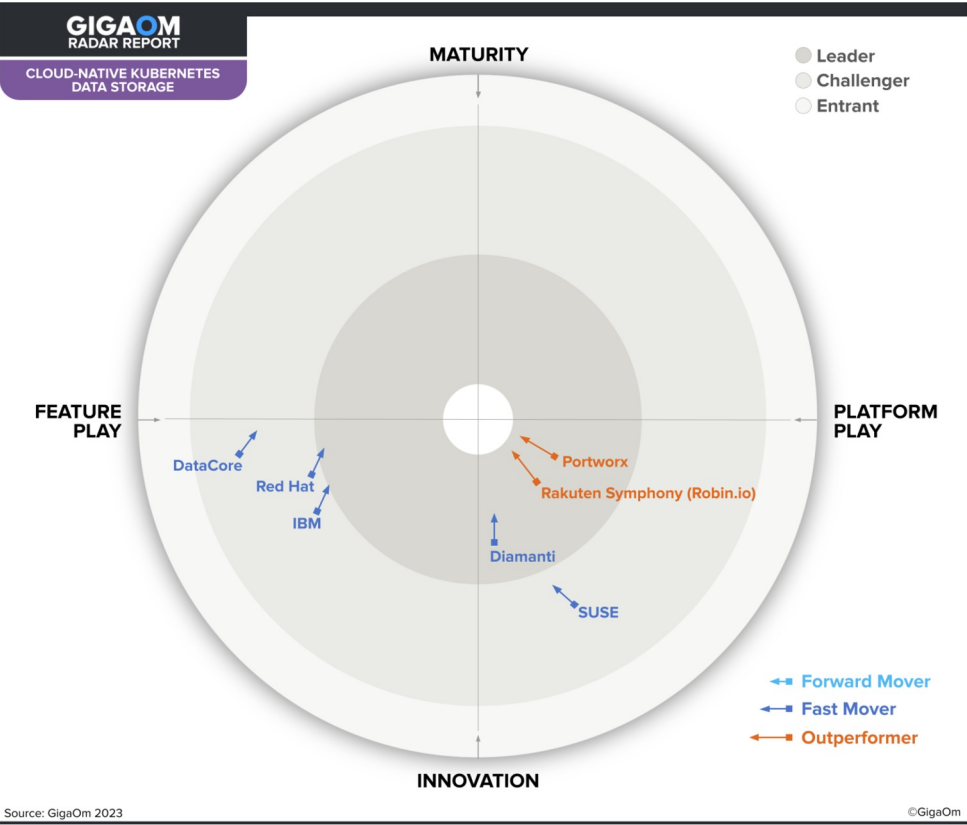 GIGAOM
RADAR REPORT
CLOUD-NATIVE KUBERNETES
DATA STORAGE
MATURITY
Leader
Challenger
Entrant
FEATURE
PLAY
PLATFORM
PLAY
DataCore
Red Hat
IBM
Portworx
Rakuten Symphony (Robin.io)
Diamanti
SUSE
Forward Mover
Fast Mover
Outperformer
INNOVATION
Source: GigaOm 2023
©GigaOm